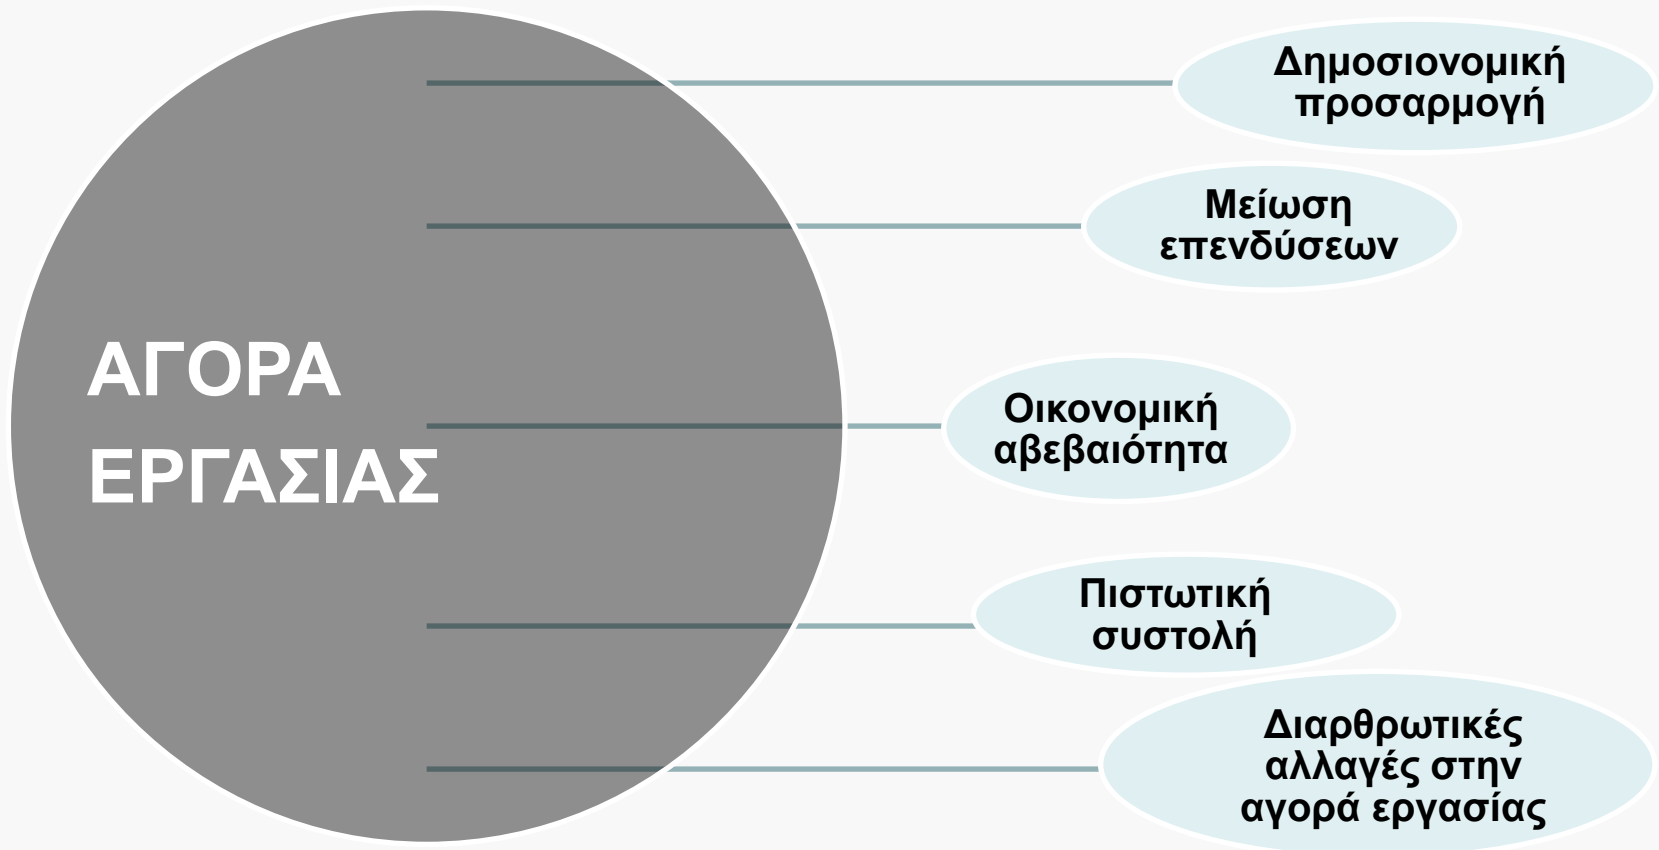 Δημοσιονομική
προσαρμογή
Μείωση
επενδύσεων
ΑΓΟΡΑ
ΕΡΓΑΣΙΑΣ
Οικονομική
αβεβαιότητα
Πιστωτική
συστολή
Διαρθρωτικές
αλλαγές στην
αγορά εργασίας